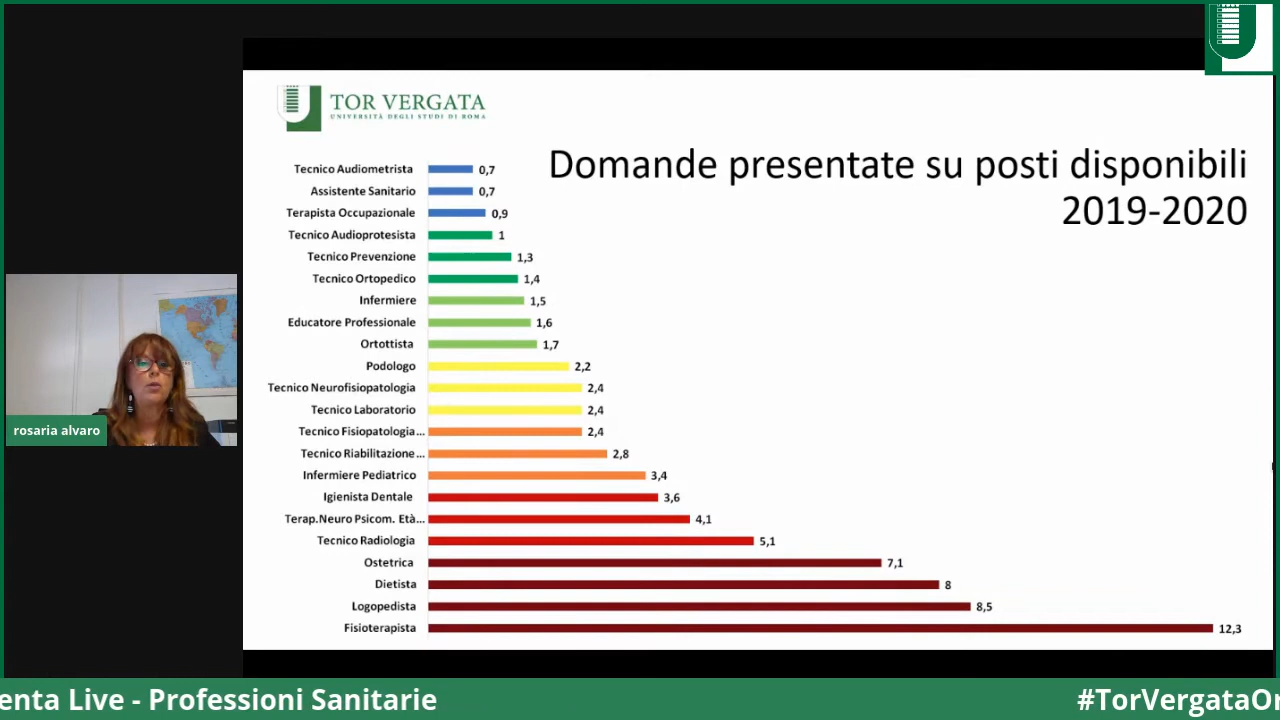 TOR VERGATA
UNIVERSITÀ DEGLI STUDI DI ROMA
Domande presentate su posti disponibili
2019-2020
Tecnico Audiometrista 0,7
Assistente Sanitario 0,7
Terapista Occupazionale 0,9
Tecnico Audioprotesista 1
Tecnico Prevenzione 1,3
Tecnico Ortopedico 1,4
Infermiere 1,5
Educatore Professionale 1,6
Ortottista 1,7
Podologo 2,2
Tecnico Neurofisiopatologia 2,4
Tecnico Laboratorio 2,4
Tecnico Fisiopatologia... 2,4
Tecnico Riabilitazione... 2,8
Infermiere Pediatrico 3,4
Igienista Dentale 3,6
Terap.Neuro Psicom. Età... 4,1
Tecnico Radiologia 5,1
Ostetrica 7,1
Dietista 8
Logopedista 8,5
Fisioterapista 12,3
rosaria alvaro
enta Live - Professioni Sanitarie
#TorVergataOr